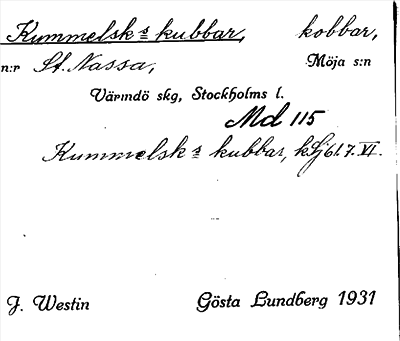 Kummelsk:s kubbar, kobbar,
n:r St. Nassa, Möja s:n
Värmdö skg, Stockholms l.
Md 115
Kummelsk:s kubbar, kSj 61.7.VI.
J. Westin Gösta Lundberg 1931